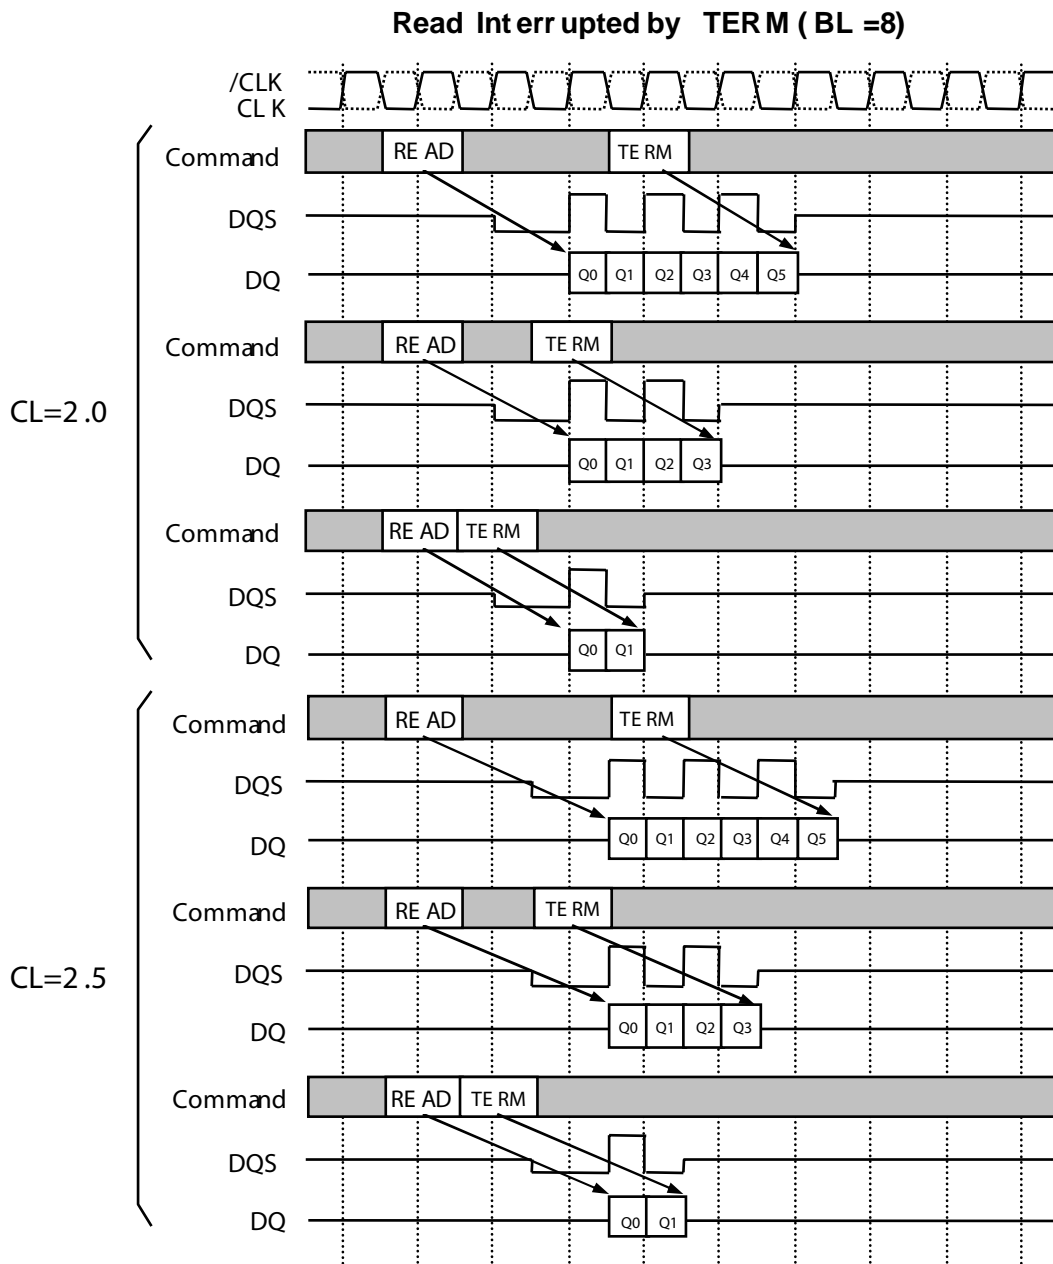 Read Interrupted by TERM (BL=8)
/CLK
CLK
Command READ TERM
DQS
DQ Q0 Q1 Q2 Q3 Q4 Q5
Command READ TERM
CL=2.0
DQS
DQ Q0 Q1 Q2 Q3
Command READ TERM
DQS
DQ Q0 Q1
Command READ TERM
DQS
DQ Q0 Q1 Q2 Q3 Q4 Q5
Command READ TERM
CL=2.5 DQS
DQ Q0 Q1 Q2 Q3
Command READ TERM
DQS
DQ Q0 Q1